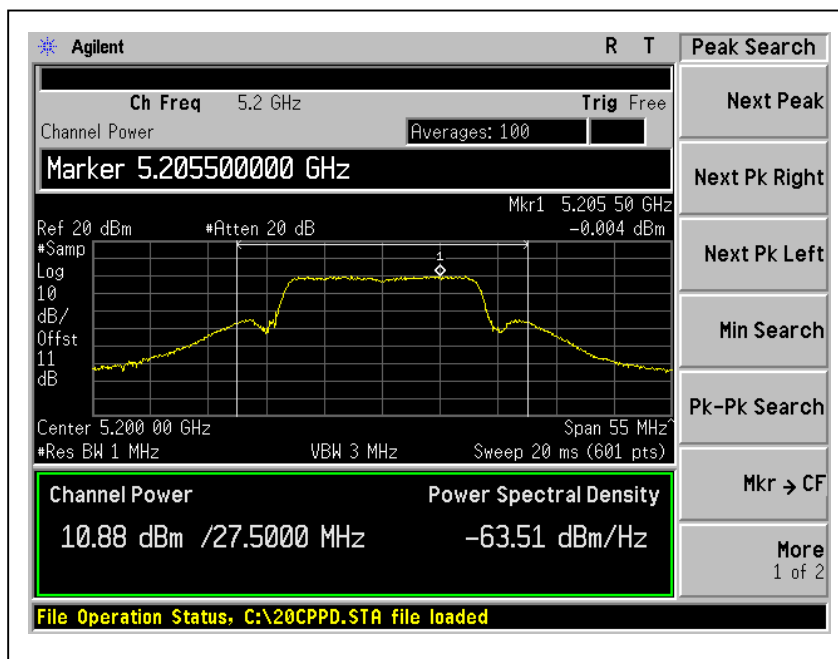 Agilent R T
Ch Freq 5.2 GHz Trig Free
Channel Power Averages: 100
Marker 5.205500000 GHz
Mkr1 5.205 50 GHz
Ref 20 dBm #Atten 20 dB -0.004 dBm
#Samp
Log
10
dB/
Offst
11
dB
1
Center 5.200 00 GHz Span 55 MHz^
#Res BW 1 MHz VBW 3 MHz Sweep 20 ms (601 pts)
Channel Power Power Spectral Density
10.88 dBm /27.5000 MHz -63.51 dBm/Hz
File Operation Status, C:\20CPPD.STA file loaded
Peak Search
Next Peak
Next Pk Right
Next Pk Left
Min Search
Pk-Pk Search
Mkr → CF
More
1 of 2